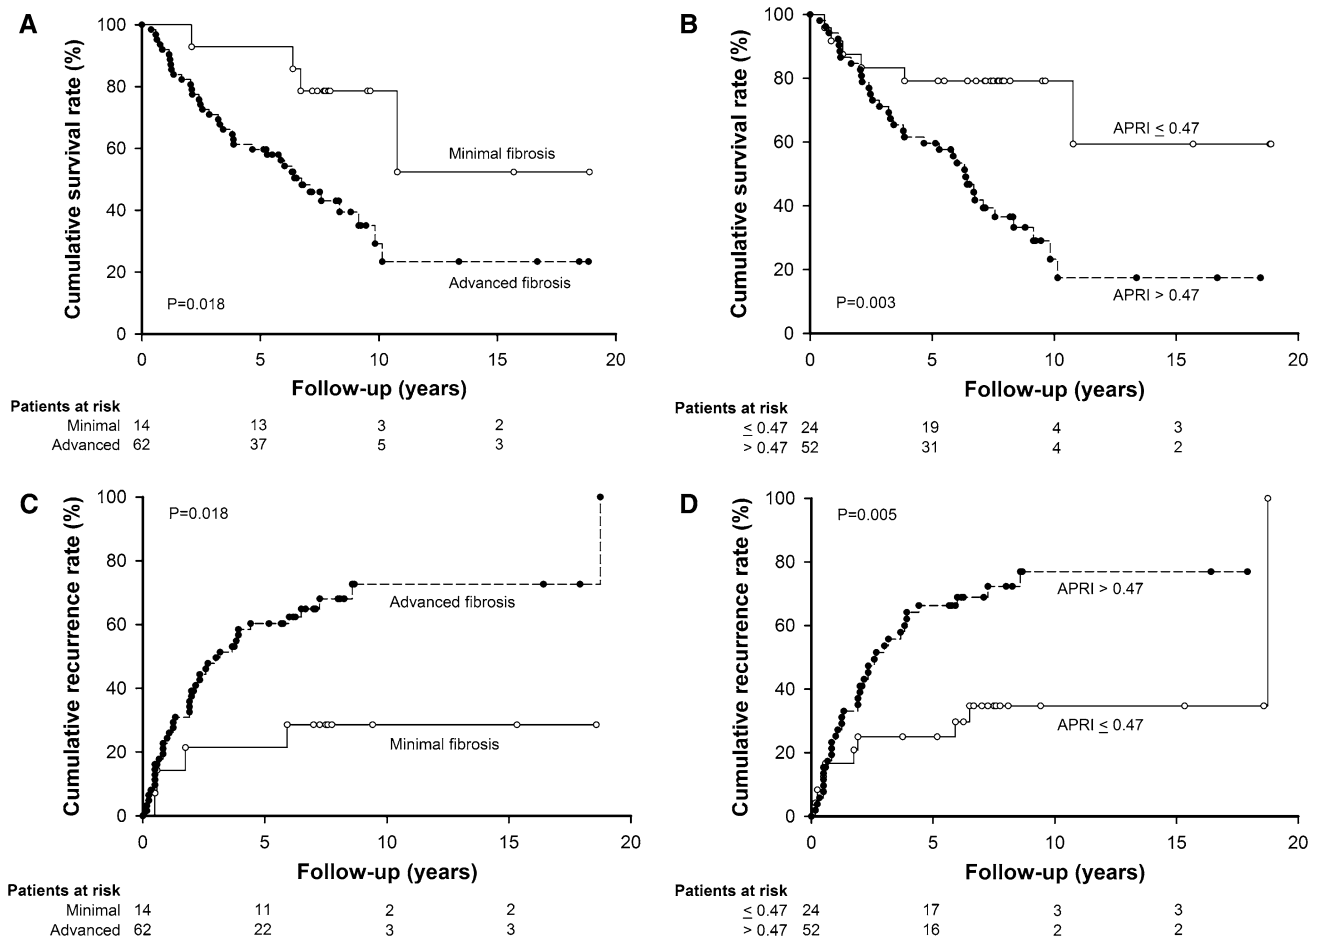 A
Cumulative survival rate (%)
100
80
60
40
20
0
Minimal fibrosis
Advanced fibrosis
P=0.018
0 5 10 15 20
Follow-up (years)
Patients at risk
Minimal 14 13 3 2
Advanced 62 37 5 3
B
Cumulative survival rate (%)
100
80
60
40
20
0
APRI ≤ 0.47
APRI > 0.47
P=0.003
0 5 10 15 20
Follow-up (years)
Patients at risk
≤ 0.47 24 19 4 3
> 0.47 52 31 4 2
C
Cumulative recurrence rate (%)
100
80
60
40
20
0
P=0.018
Advanced fibrosis
Minimal fibrosis
0 5 10 15 20
Follow-up (years)
Patients at risk
Minimal 14 11 2 2
Advanced 62 22 3 3
D
Cumulative recurrence rate (%)
100
80
60
40
20
0
P=0.005
APRI > 0.47
APRI ≤ 0.47
0 5 10 15 20
Follow-up (years)
Patients at risk
≤ 0.47 24 17 3 3
> 0.47 52 16 2 2